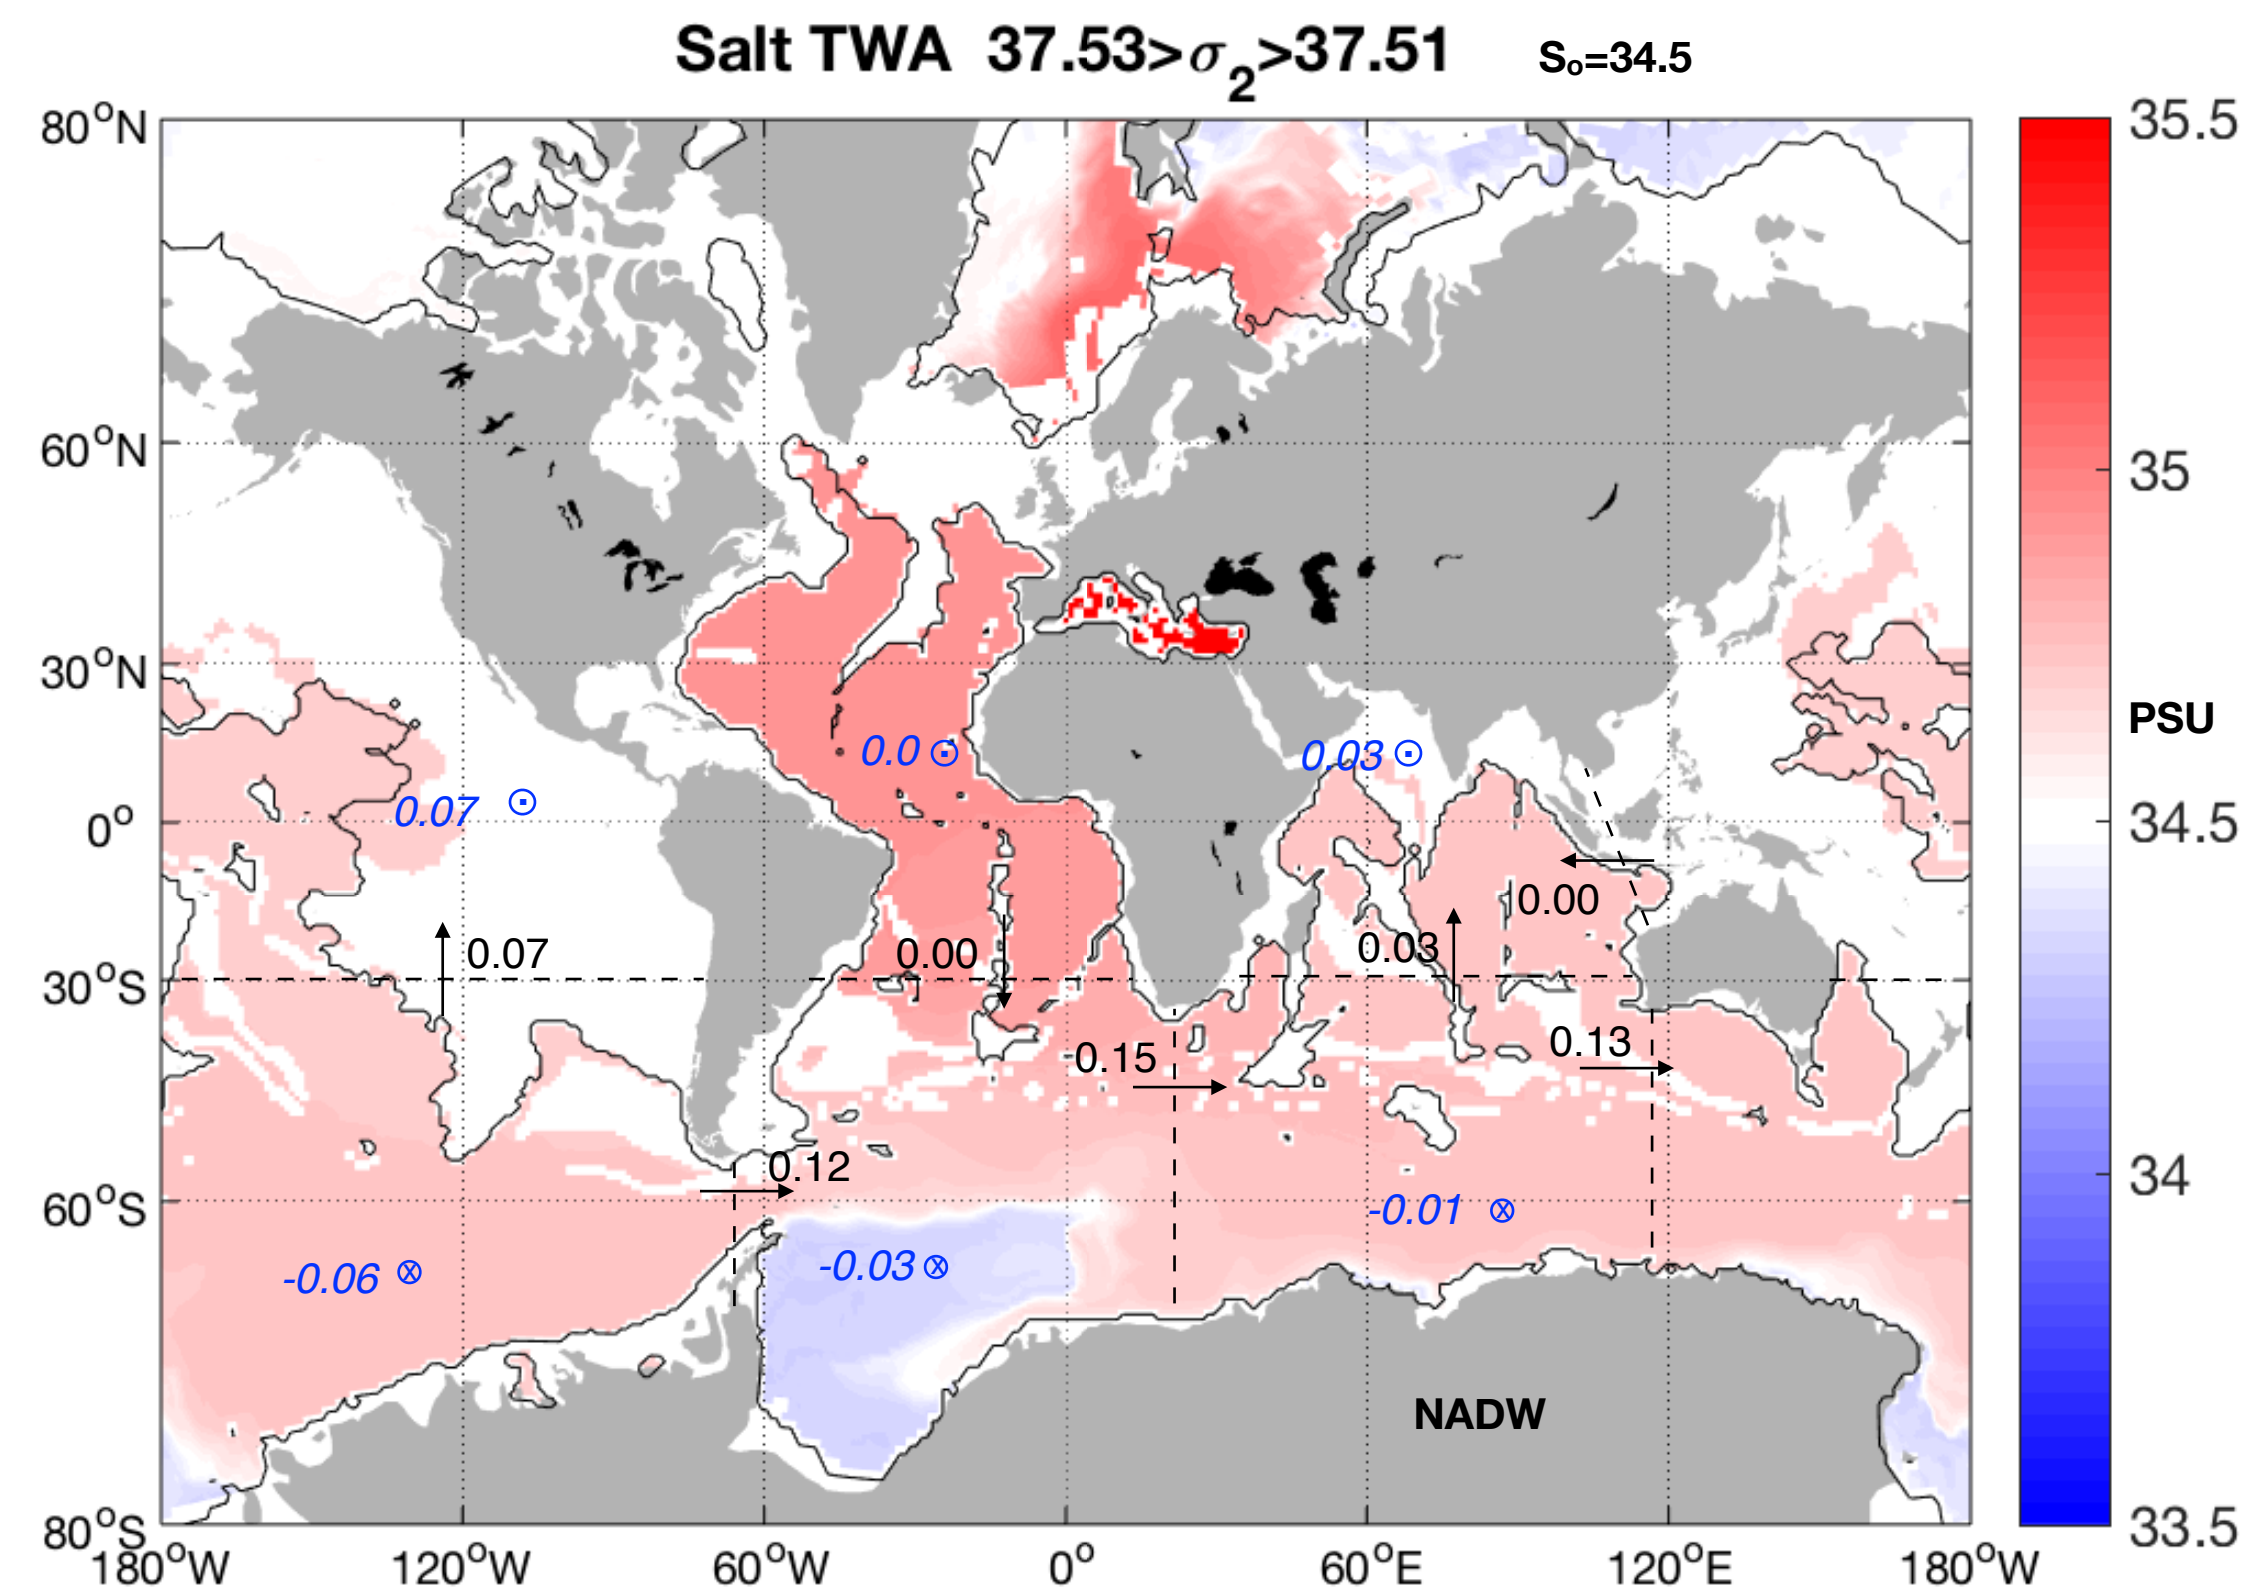 Salt TWA 37.53>σ₂>37.51 Sₒ=34.5
80°N
60°N
30°N
0°
30°S
60°S
80°S
180°W 120°W 60°W 0° 60°E 120°E 180°W
35.5
35
PSU
34.5
34
33.5
0.0
0.03
0.07
0.00
0.07
0.00
0.03
0.15
0.13
0.12
-0.01
-0.06
-0.03
NADW